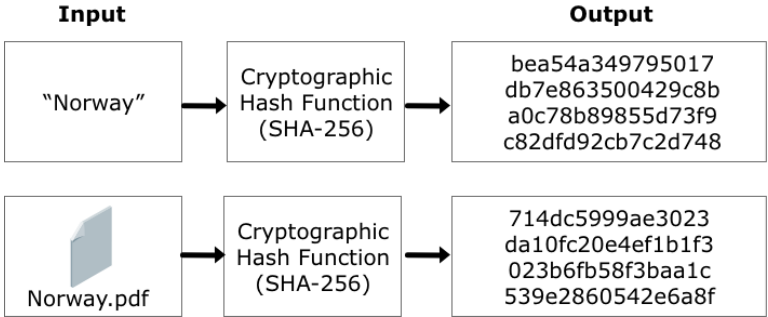 Input
Output
“Norway”
Cryptographic
Hash Function
(SHA-256)
bea54a349795017
db7e863500429c8b
a0c78b89855d73f9
c82dfd92cb7c2d748
Norway.pdf
Cryptographic
Hash Function
(SHA-256)
714dc5999ae3023
da10fc20e4ef1b1f3
023b6fb58f3baa1c
539e2860542e6a8f